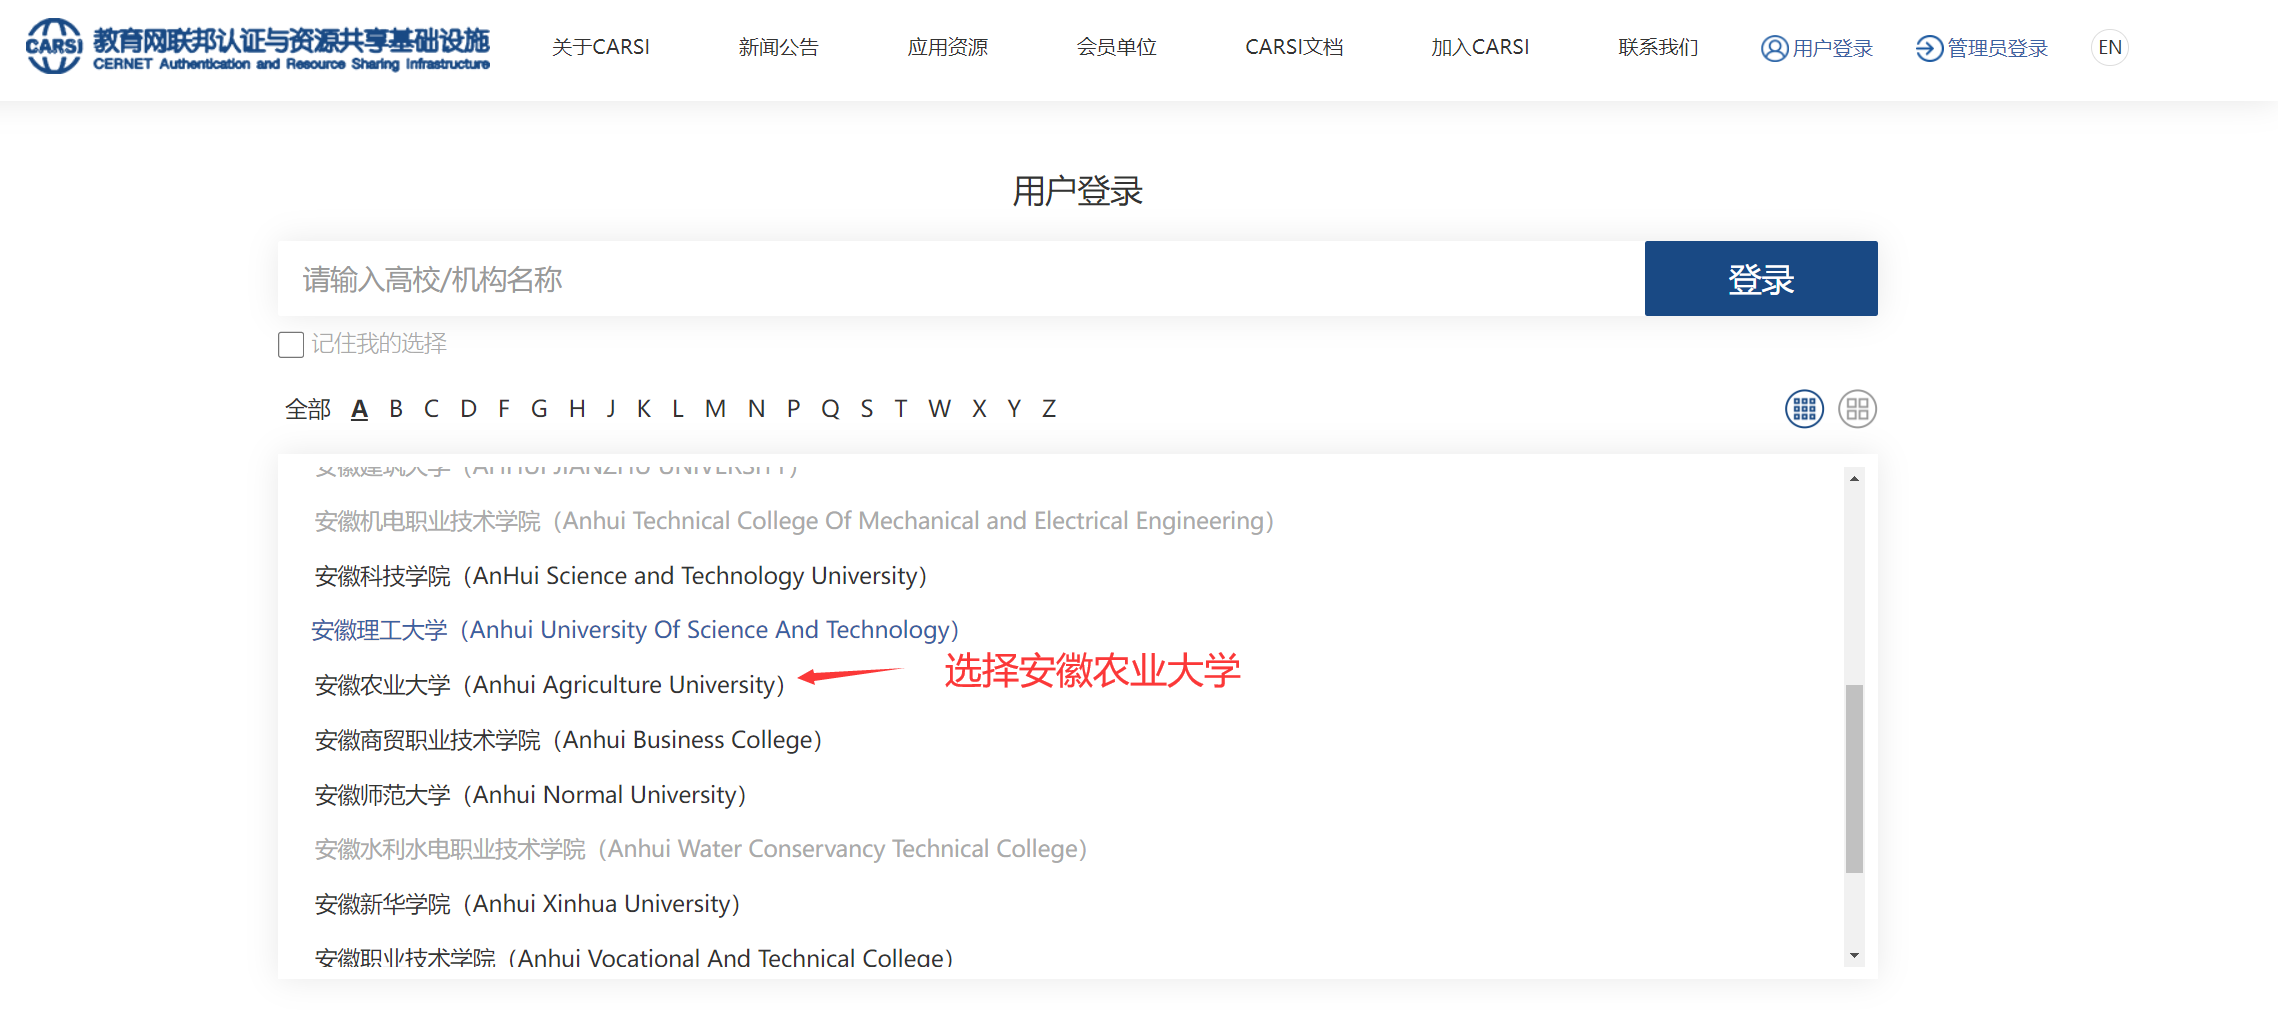 CARSI 教育网联邦认证与资源共享基础设施
CERNET Authentication and Resource Sharing Infrastructure
关于CARSI 新闻公告 应用资源 会员单位 CARSI文档 加入CARSI 联系我们 用户登录 管理员登录 EN
用户登录
请输入高校/机构名称 登录
记住我的选择
全部 A B C D F G H J K L M N P Q S T W X Y Z
安徽建筑大学（ANHUI JIANZHU UNIVERSITY）
安徽机电职业技术学院（Anhui Technical College Of Mechanical and Electrical Engineering）
安徽科技学院（AnHui Science and Technology University）
安徽理工大学（Anhui University Of Science And Technology）
安徽农业大学（Anhui Agriculture University） 选择安徽农业大学
安徽商贸职业技术学院（Anhui Business College）
安徽师范大学（Anhui Normal University）
安徽水利水电职业技术学院（Anhui Water Conservancy Technical College）
安徽新华学院（Anhui Xinhua University）
安徽职业技术学院（Anhui Vocational And Technical College）